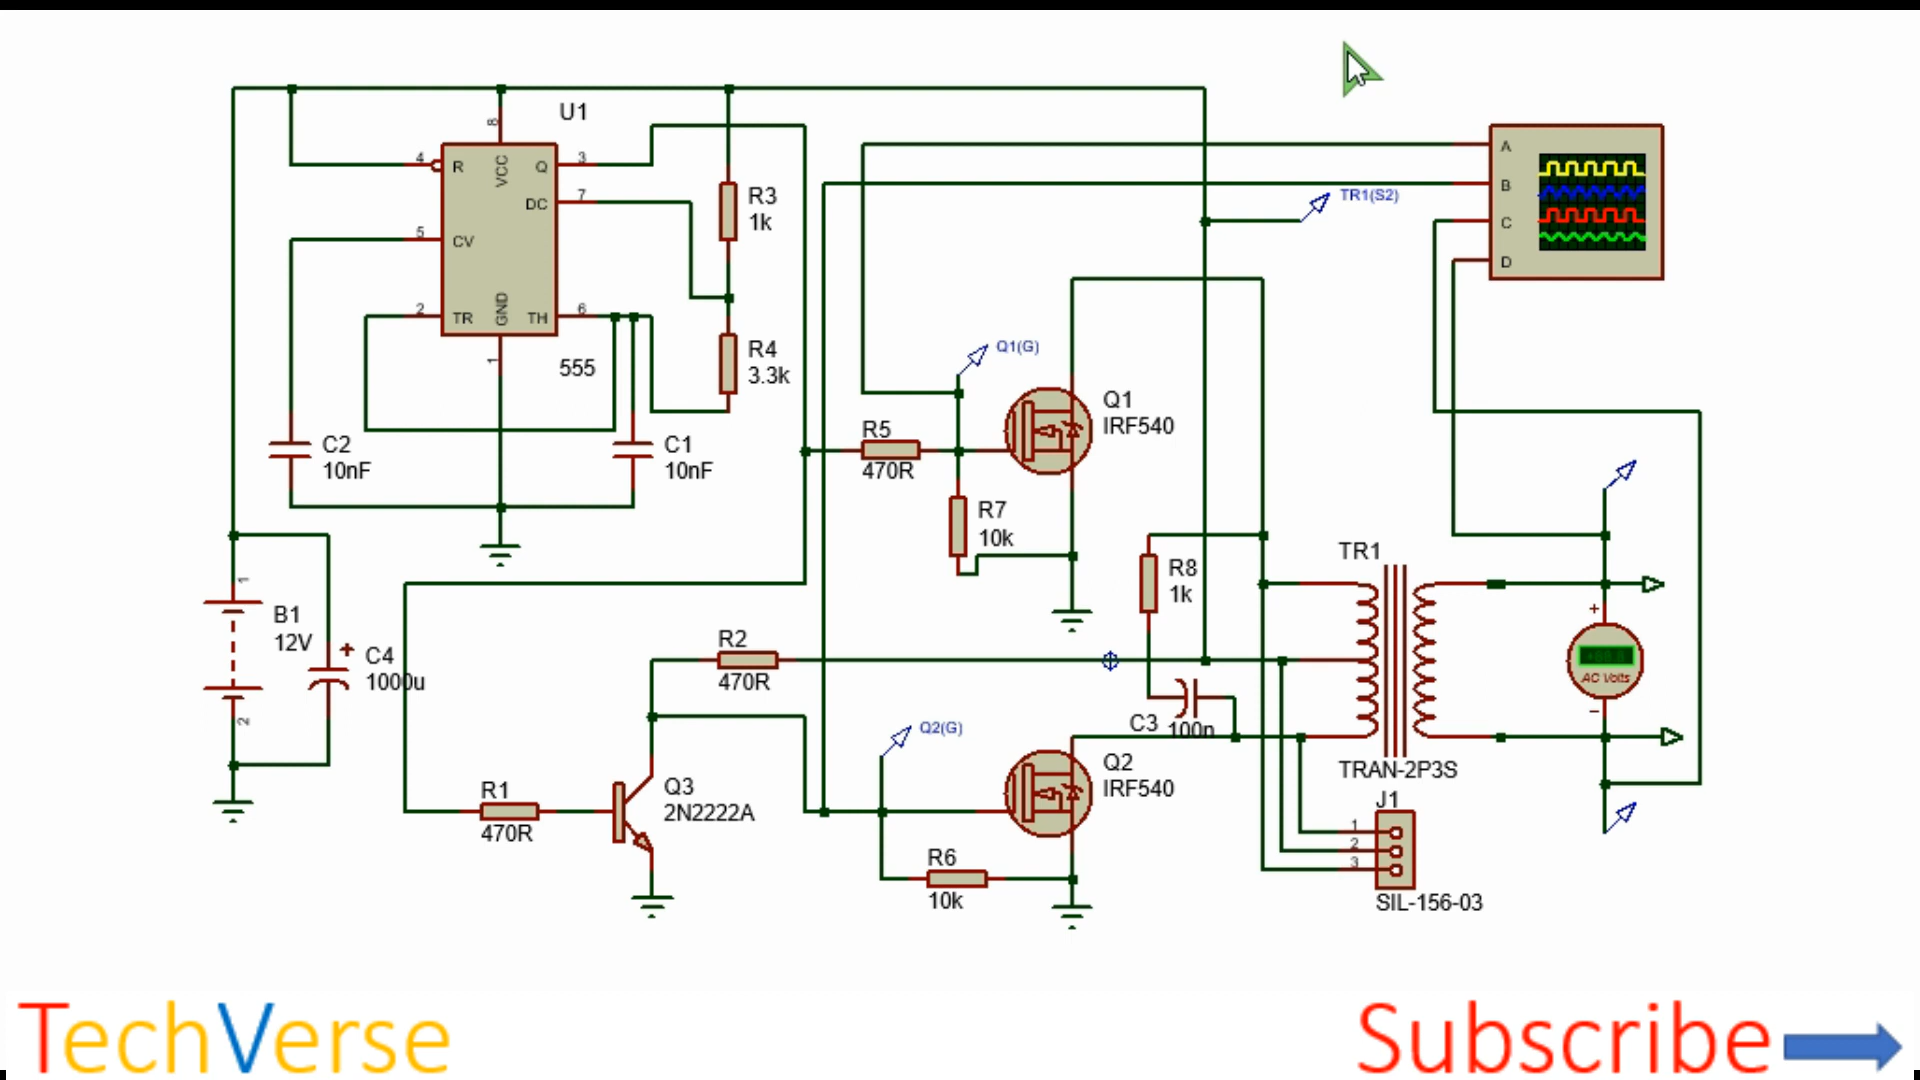 U1
8
4
R
VCC
Q
3
DC
7
5
CV
2
TR
GND
TH
6
1
555
R3
1k
R4
3.3k
C2
10nF
C1
10nF
A
B
C
D
TR1(S2)
Q1(G)
Q1
IRF540
R5
470R
R7
10k
R8
1k
TR1
1
B1
12V
2
C4
1000u
+
R2
470R
C3
100n
+
AC Volts
Q2(G)
Q2
IRF540
TRAN-2P3S
R1
470R
Q3
2N2222A
R6
10k
J1
1
2
3
SIL-156-03
TechVerse
Subscribe